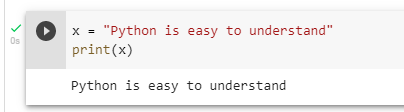 x = "Python is easy to understand"
print(x)
0s
Python is easy to understand